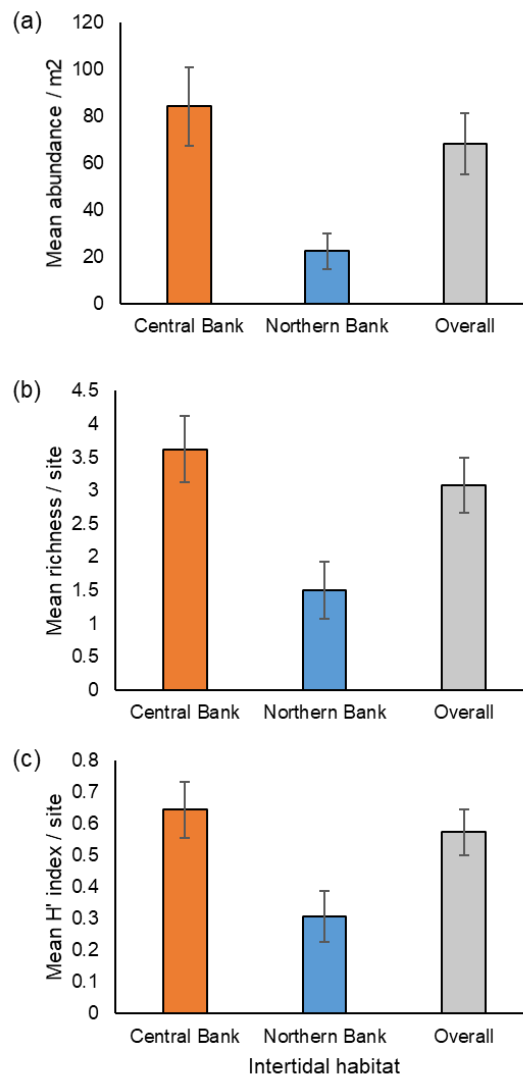 (a)
Mean abundance / m2
120
100
80
60
40
20
0
Central Bank Northern Bank Overall
(b)
Mean richness / site
4.5
4
3.5
3
2.5
2
1.5
1
0.5
0
Central Bank Northern Bank Overall
(c)
Mean H' index / site
0.8
0.7
0.6
0.5
0.4
0.3
0.2
0.1
0
Central Bank Northern Bank Overall
Intertidal habitat